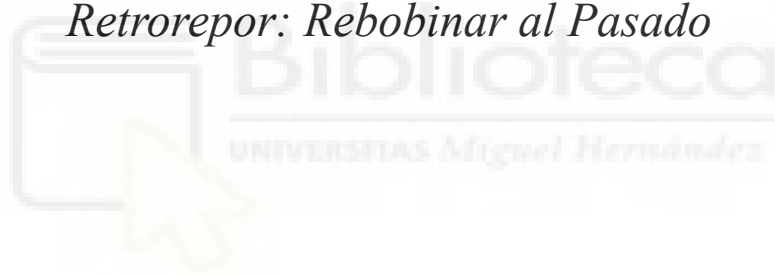 Retrorepor: Rebobinar al Pasado
Biblioteca
UNIVERSITAS Miguel Hernández